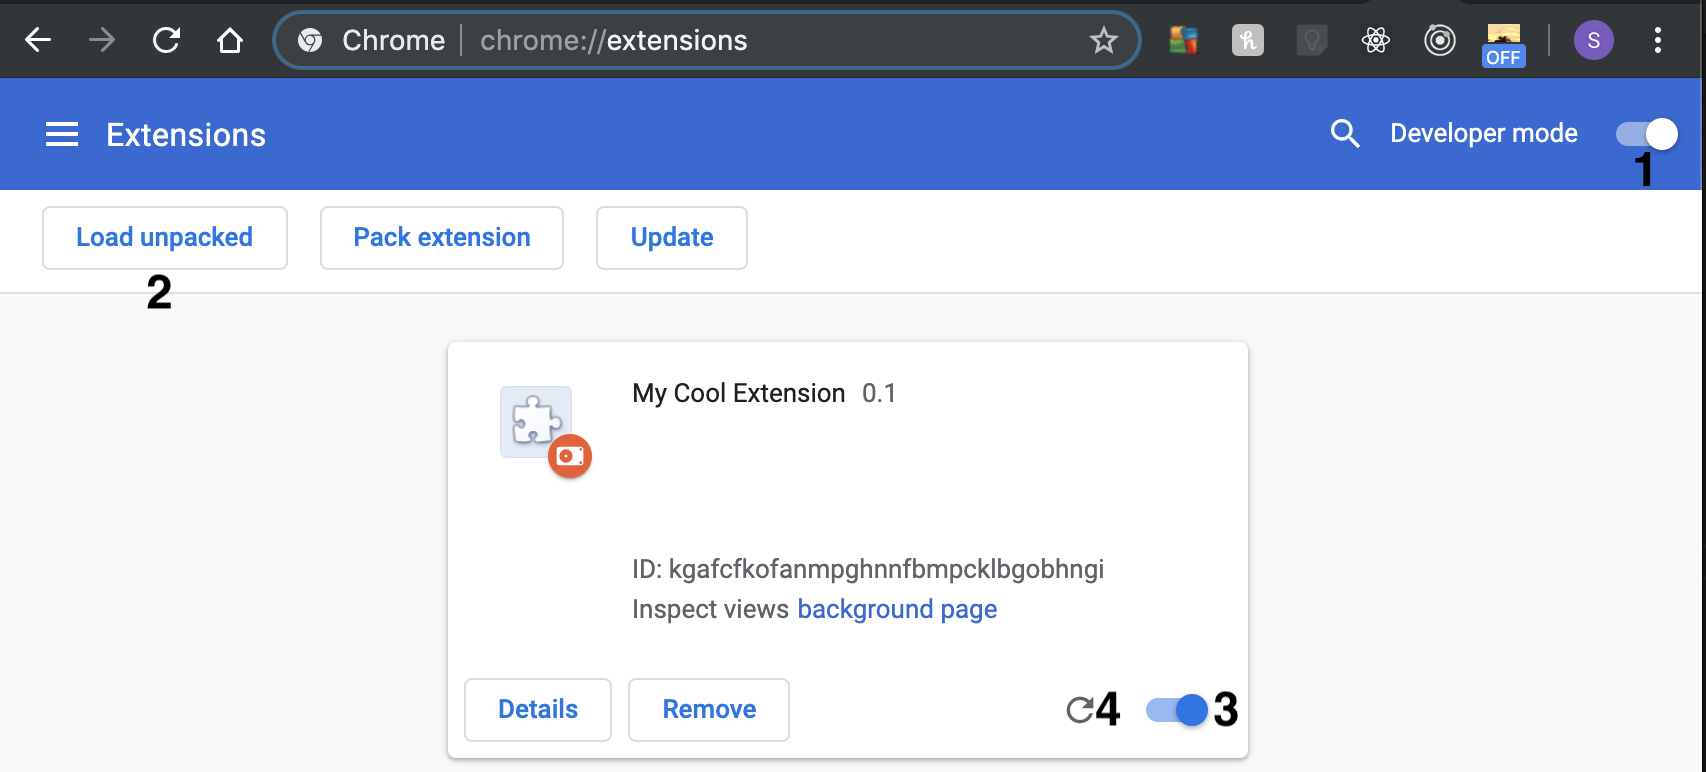 Chrome chrome://extensions
OFF
S
Extensions
Developer mode
1
Load unpacked
Pack extension
Update
2
My Cool Extension 0.1
ID: kgafcfkofanmpghnnfbmpcklbgobhngi
Inspect views background page
Details
Remove
4
3